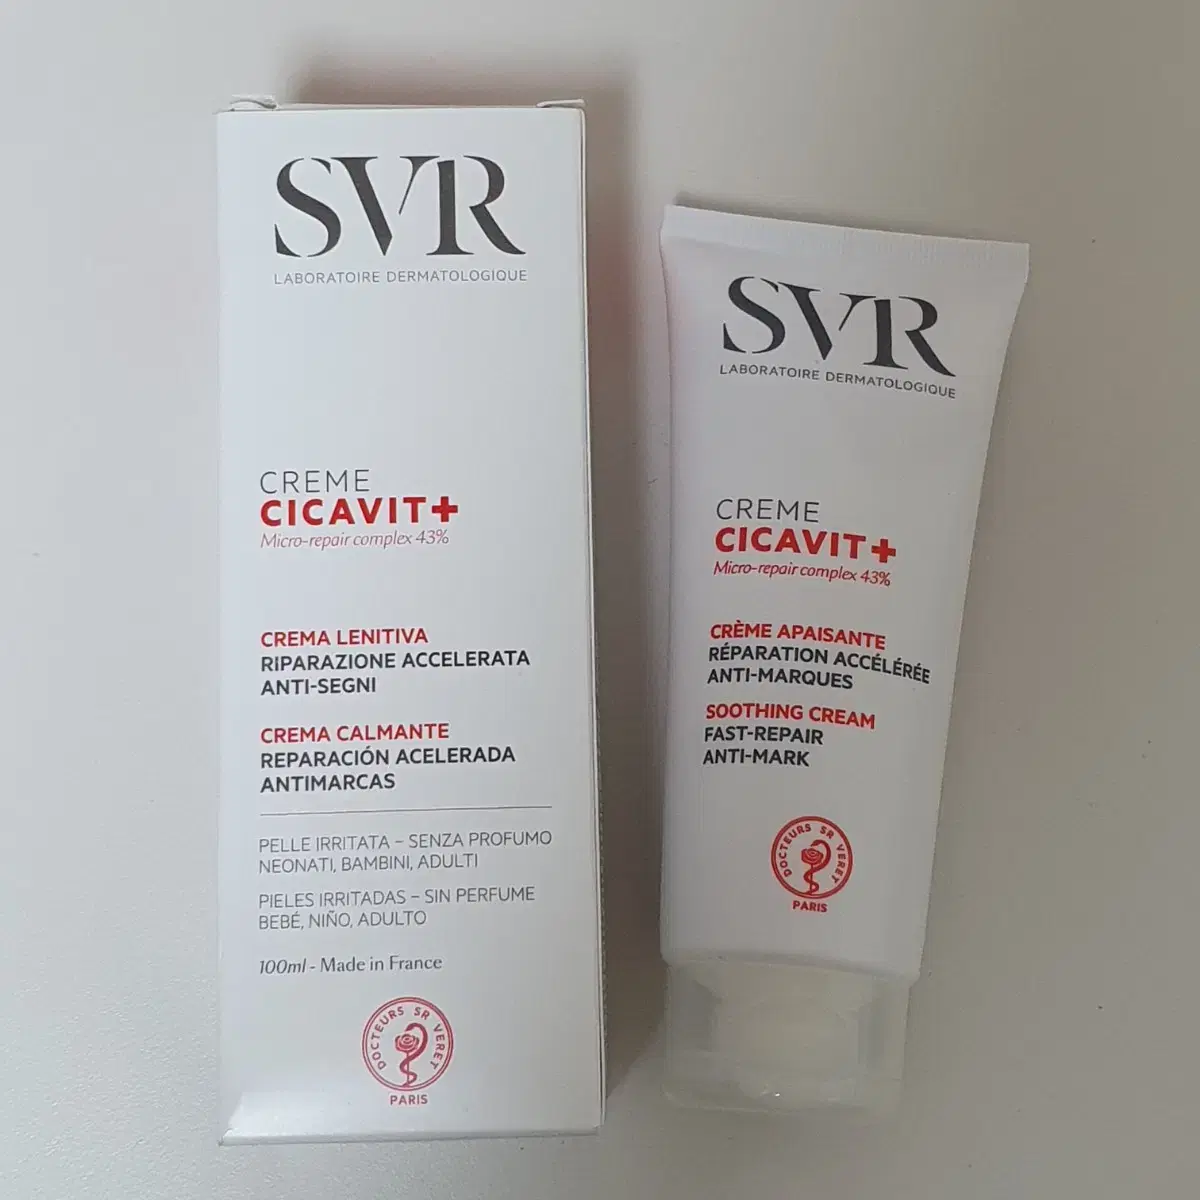 SVR
LABORATOIRE DERMATOLOGIQUE
CREME
CICAVIT+
Micro-repair complex 43%
CREMA LENITIVA
RIPARAZIONE ACCELERATA
ANTI-SEGNI
CREMA CALMANTE
REPARACIÓN ACELERADA
ANTIMARCAS
PELLE IRRITATA – SENZA PROFUMO
NEONATI, BAMBINI, ADULTI
PIELES IRRITADAS – SIN PERFUME
BEBÉ, NIÑO, ADULTO
100ml - Made in France
DOCTEURS SR VERET
PARIS
SVR
LABORATOIRE DERMATOLOGIQUE
CREME
CICAVIT+
Micro-repair complex 43%
CRÈME APAISANTE
RÉPARATION ACCÉLÉRÉE
ANTI-MARQUES
SOOTHING CREAM
FAST-REPAIR
ANTI-MARK
DOCTEURS SR VERET
PARIS